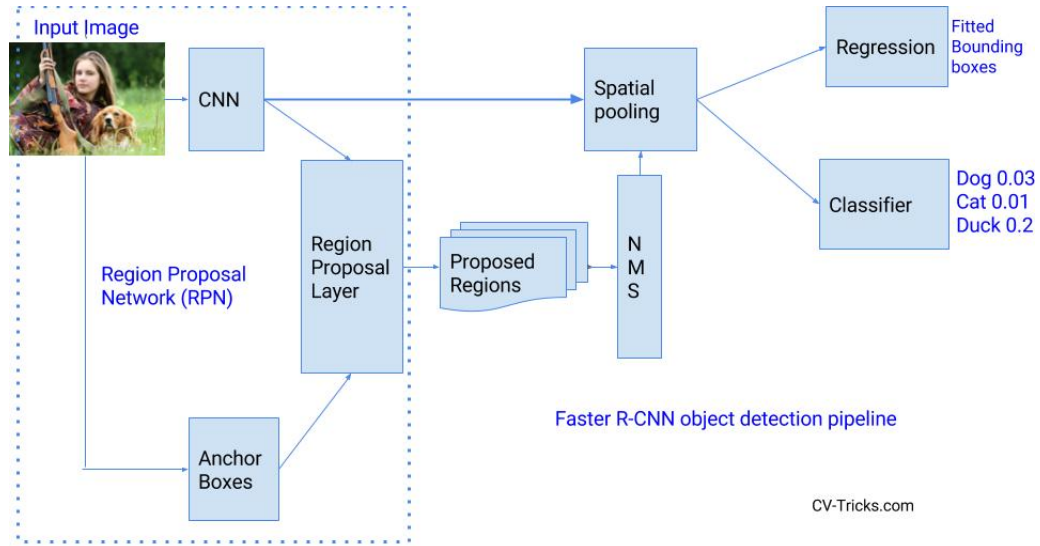 Input Image
CNN
Spatial
pooling
Regression
Fitted
Bounding
boxes
Region
Proposal
Layer
Proposed
Regions
N
M
S
Classifier
Dog 0.03
Cat 0.01
Duck 0.2
Region Proposal
Network (RPN)
Anchor
Boxes
Faster R-CNN object detection pipeline
CV-Tricks.com